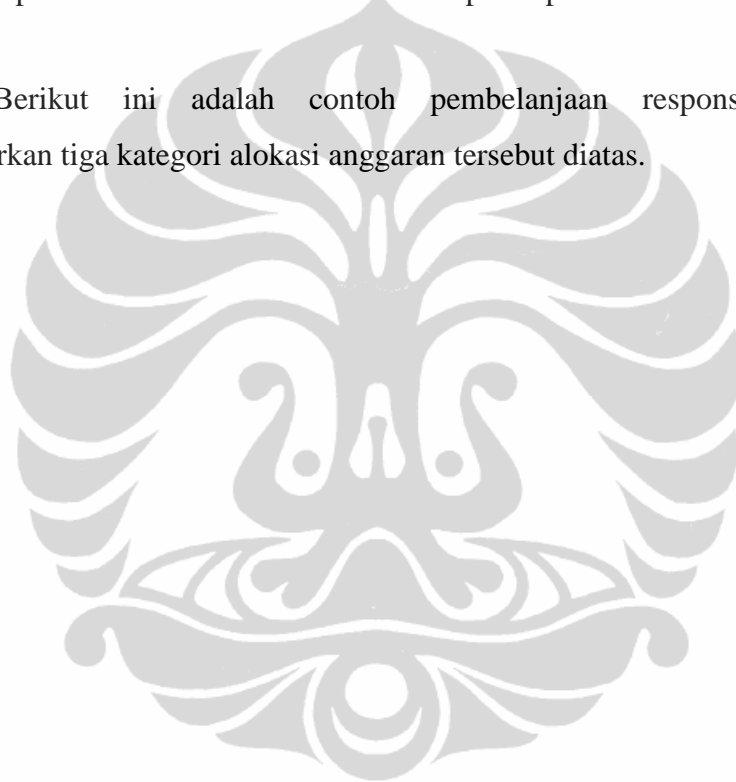 Berikut ini adalah contoh pembelanjaan respons
rkan tiga kategori alokasi anggaran tersebut diatas.